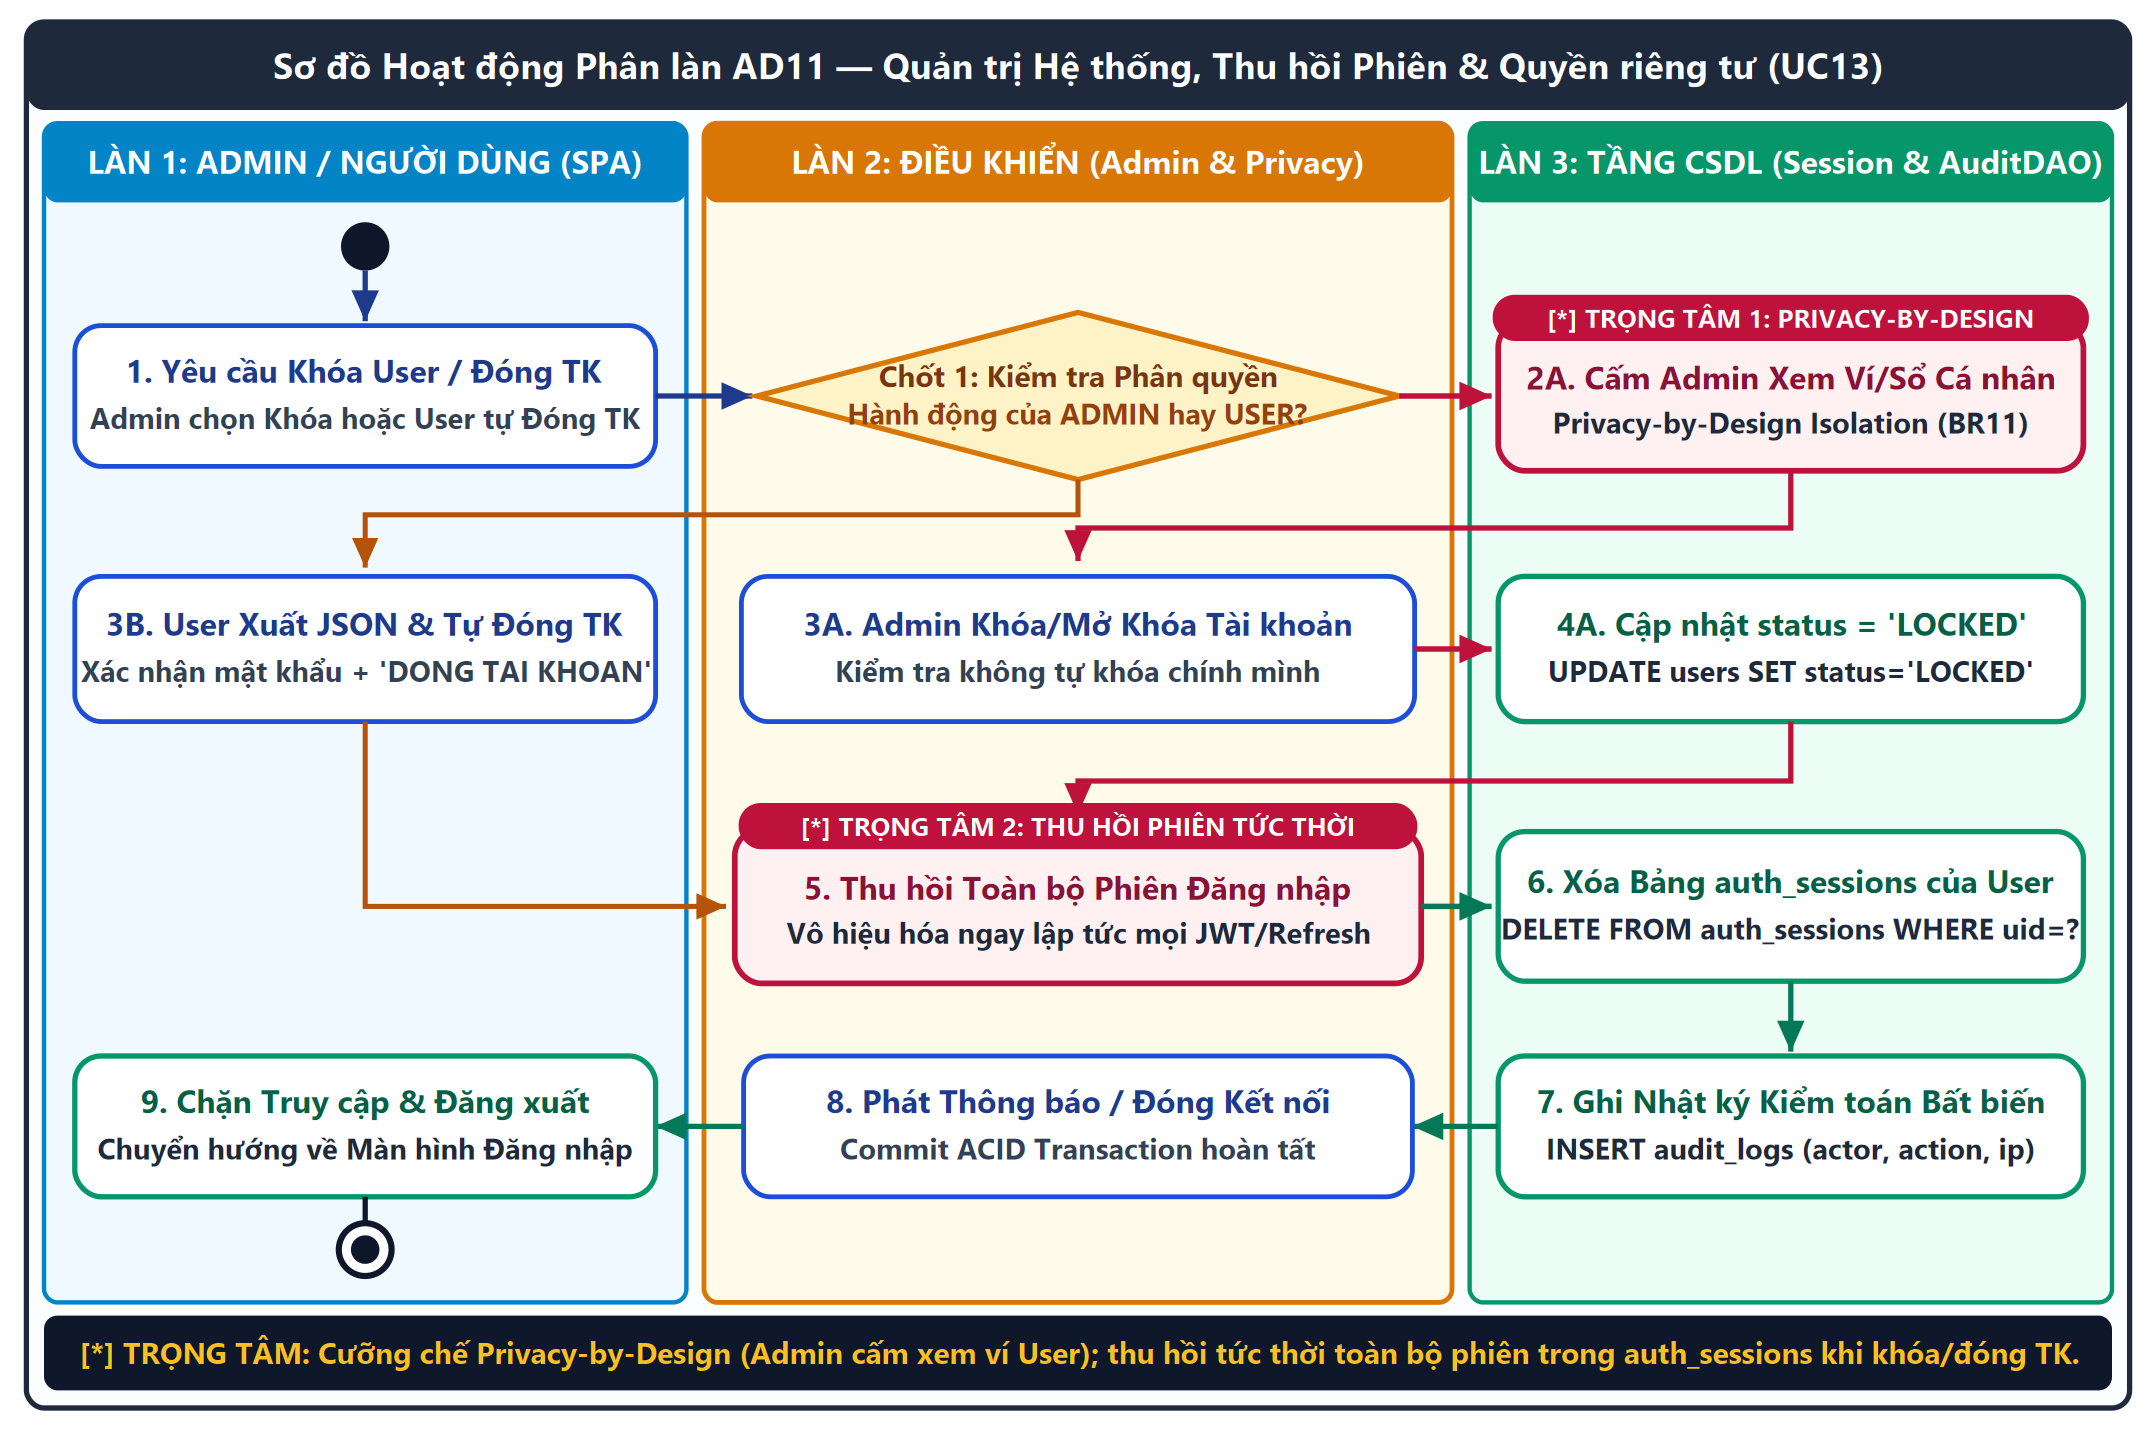 Sơ đồ Hoạt động Phân làn AD11 — Quản trị Hệ thống, Thu hồi Phiên & Quyền riêng tư (UC13)
LÀN 1: ADMIN / NGƯỜI DÙNG (SPA)
LÀN 2: ĐIỀU KHIỂN (Admin & Privacy)
LÀN 3: TẦNG CSDL (Session & AuditDAO)
1. Yêu cầu Khóa User / Đóng TK
Admin chọn Khóa hoặc User tự Đóng TK
Chốt 1: Kiểm tra Phân quyền
Hành động của ADMIN hay USER?
[*] TRỌNG TÂM 1: PRIVACY-BY-DESIGN
2A. Cấm Admin Xem Ví/Sổ Cá nhân
Privacy-by-Design Isolation (BR11)
3B. User Xuất JSON & Tự Đóng TK
Xác nhận mật khẩu + 'DONG TAI KHOAN'
3A. Admin Khóa/Mở Khóa Tài khoản
Kiểm tra không tự khóa chính mình
4A. Cập nhật status = 'LOCKED'
UPDATE users SET status='LOCKED'
[*] TRỌNG TÂM 2: THU HỒI PHIÊN TỨC THỜI
5. Thu hồi Toàn bộ Phiên Đăng nhập
Vô hiệu hóa ngay lập tức mọi JWT/Refresh
6. Xóa Bảng auth_sessions của User
DELETE FROM auth_sessions WHERE uid=?
9. Chặn Truy cập & Đăng xuất
Chuyển hướng về Màn hình Đăng nhập
8. Phát Thông báo / Đóng Kết nối
Commit ACID Transaction hoàn tất
7. Ghi Nhật ký Kiểm toán Bất biến
INSERT audit_logs (actor, action, ip)
[*] TRỌNG TÂM: Cưỡng chế Privacy-by-Design (Admin cấm xem ví User); thu hồi tức thời toàn bộ phiên trong auth_sessions khi khóa/đóng TK.